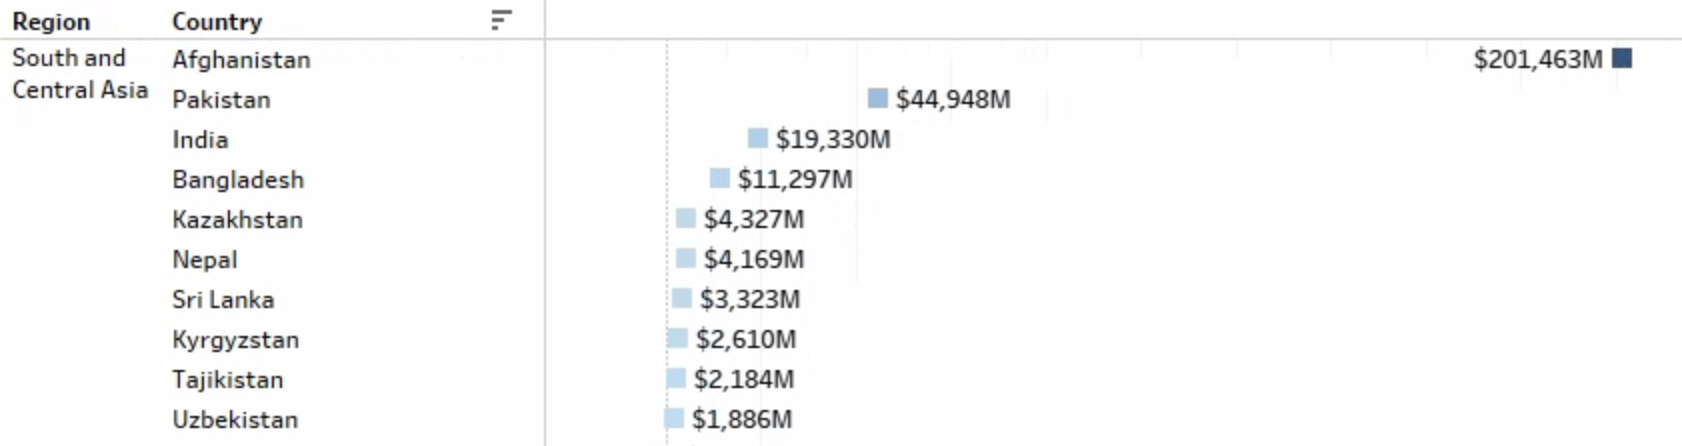 Region Country
South and Central Asia
Afghanistan $201,463M
Pakistan $44,948M
India $19,330M
Bangladesh $11,297M
Kazakhstan $4,327M
Nepal $4,169M
Sri Lanka $3,323M
Kyrgyzstan $2,610M
Tajikistan $2,184M
Uzbekistan $1,886M